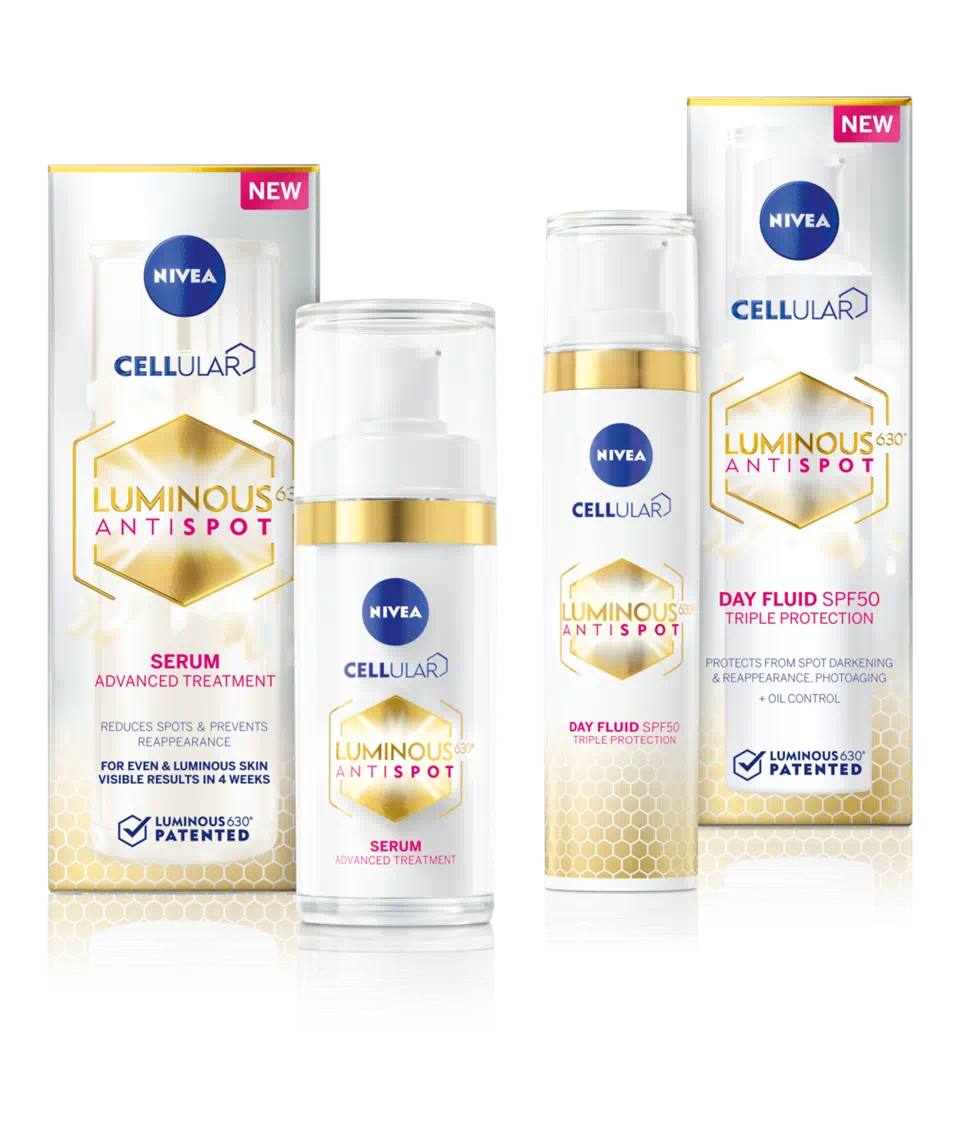 NEW
NIVEA
CELLULAR
LUMINOUS63
ANTISPOT
SERUM
ADVANCED TREATMENT
REDUCES SPOTS & PREVENTS
REAPPEARANCE
FOR EVEN & LUMINOUS SKIN
VISIBLE RESULTS IN 4 WEEKS
LUMINOUS630®
PATENTED
NIVEA
CELLULAR
LUMINOUS630®
ANTISPOT
SERUM
ADVANCED TREATMENT
NIVEA
CELLULAR
LUMINOUS630®
ANTISPOT
DAY FLUID SPF50
TRIPLE PROTECTION
NEW
NIVEA
CELLULAR
LUMINOUS630®
ANTISPOT
DAY FLUID SPF50
TRIPLE PROTECTION
PROTECTS FROM SPOT DARKENING
& REAPPEARANCE, PHOTOAGING
+ OIL CONTROL
LUMINOUS630®
PATENTED